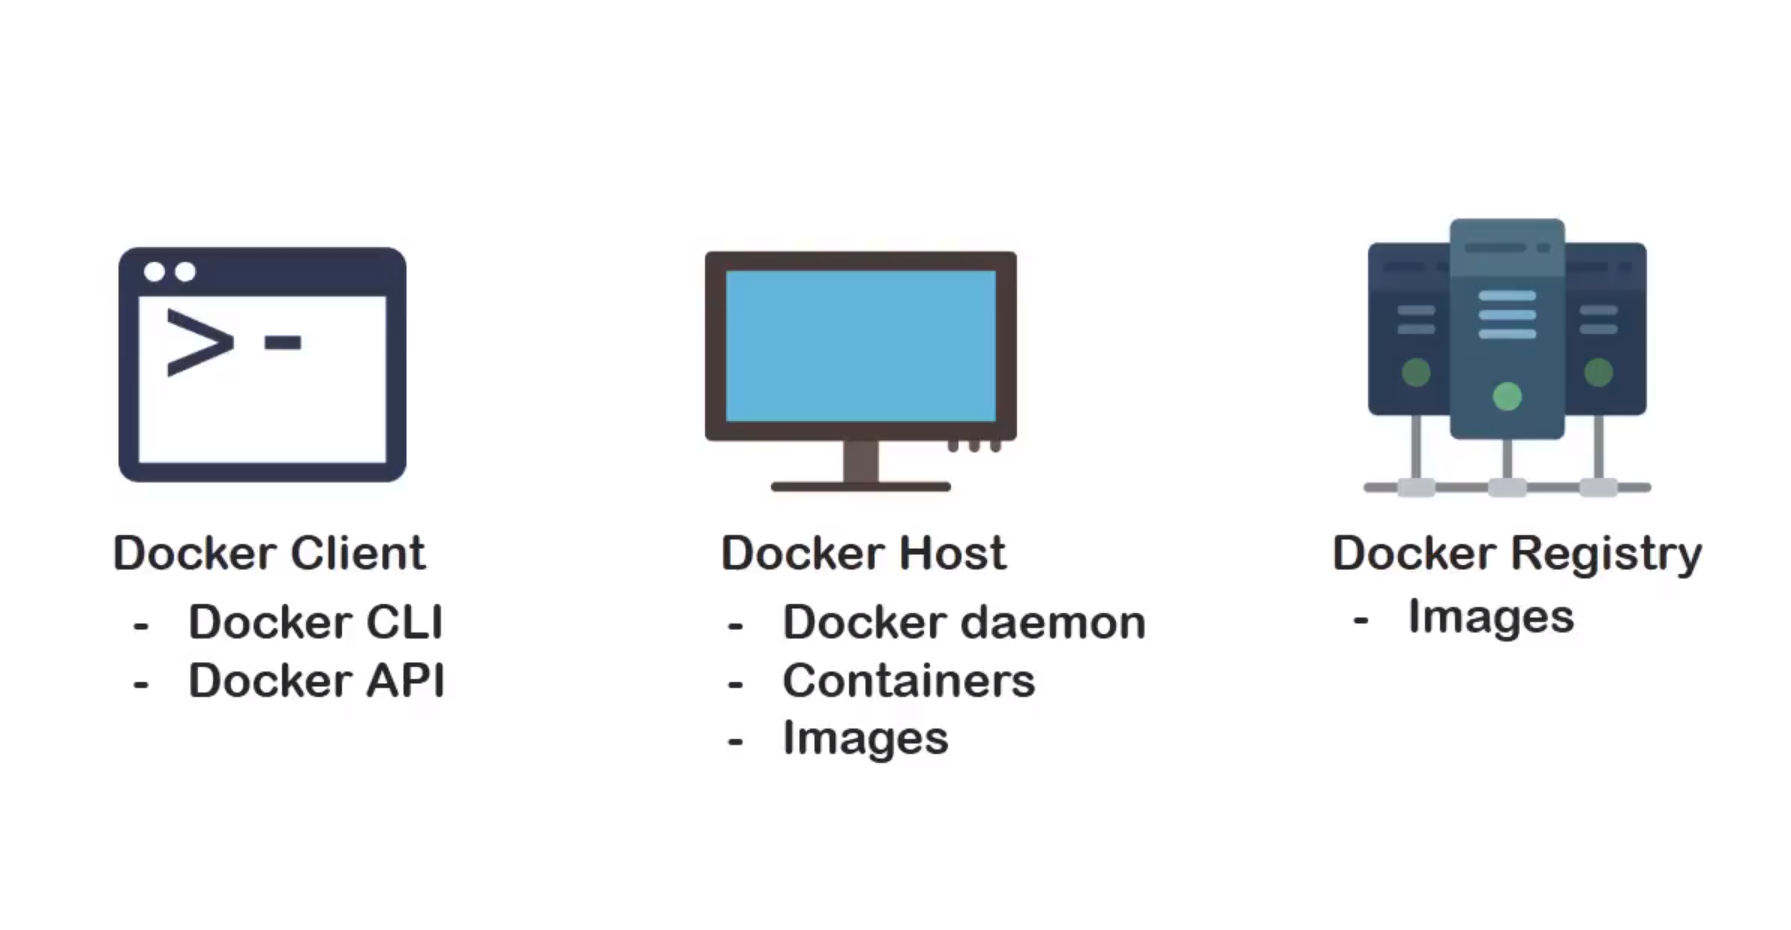 > -
Docker Client
- Docker CLI
- Docker API
Docker Host
- Docker daemon
- Containers
- Images
Docker Registry
- Images